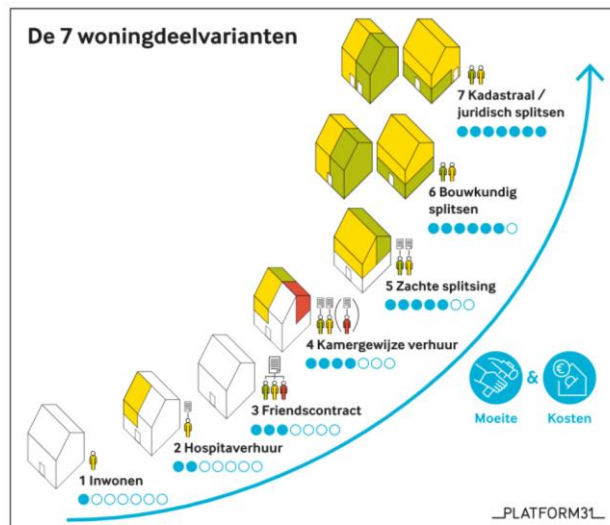 De 7 woningdeelvarianten
7 Kadastraal /
juridisch splitsen
6 Bouwkundig
splitsen
5 Zachte splitsing
4 Kamergewijze verhuur
3 Friendscontract
2 Hospitaverhuur
1 Inwonen
&
Moeite
Kosten
PLATFORM31